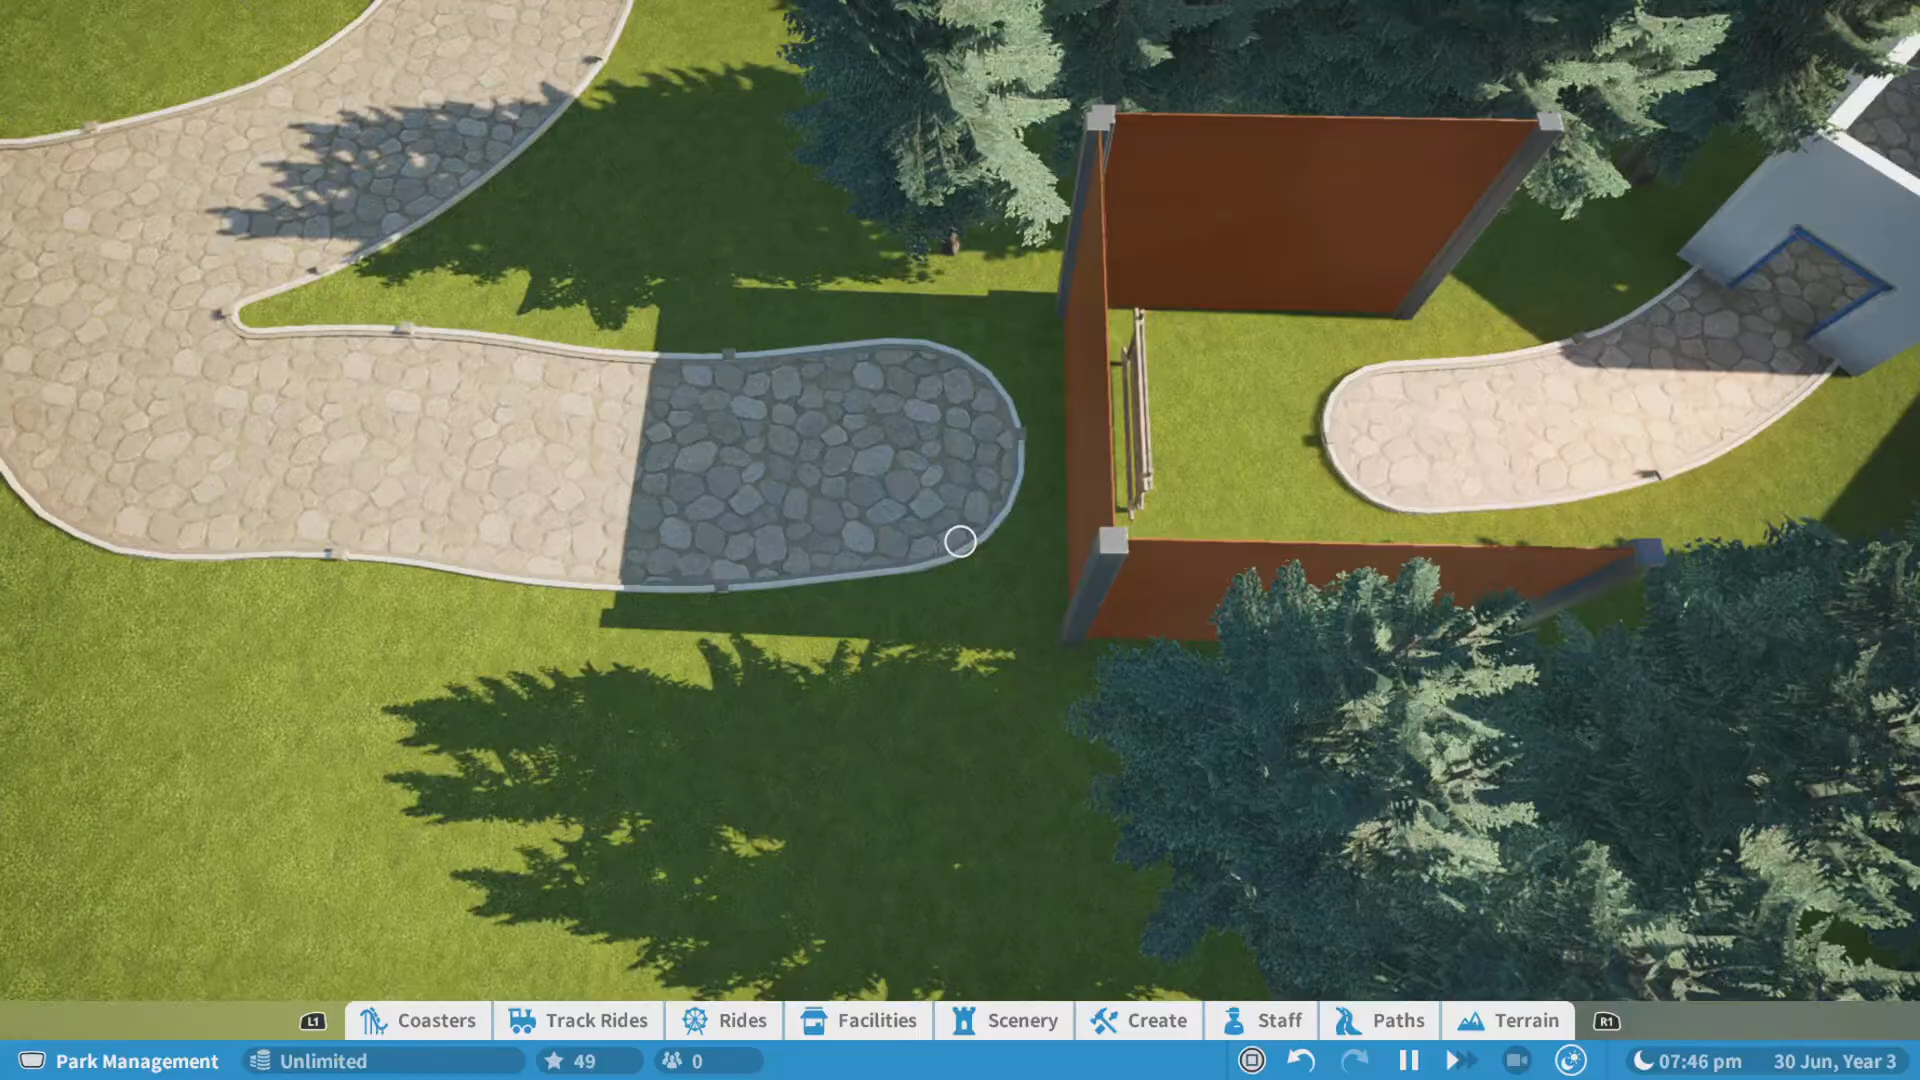 L1 Coasters Track Rides Rides Facilities Scenery Create Staff Paths Terrain R1
Park Management Unlimited 49 0 07:46 pm 30 Jun, Year 3